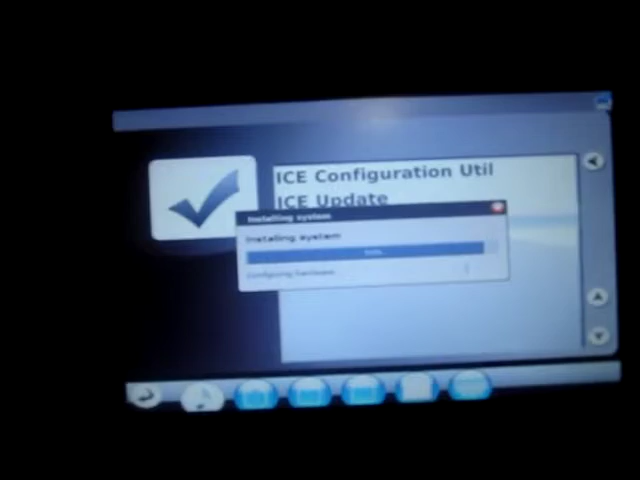 ICE Configuration Util
ICE Update
Installing system
Installing system
Configuring hardware